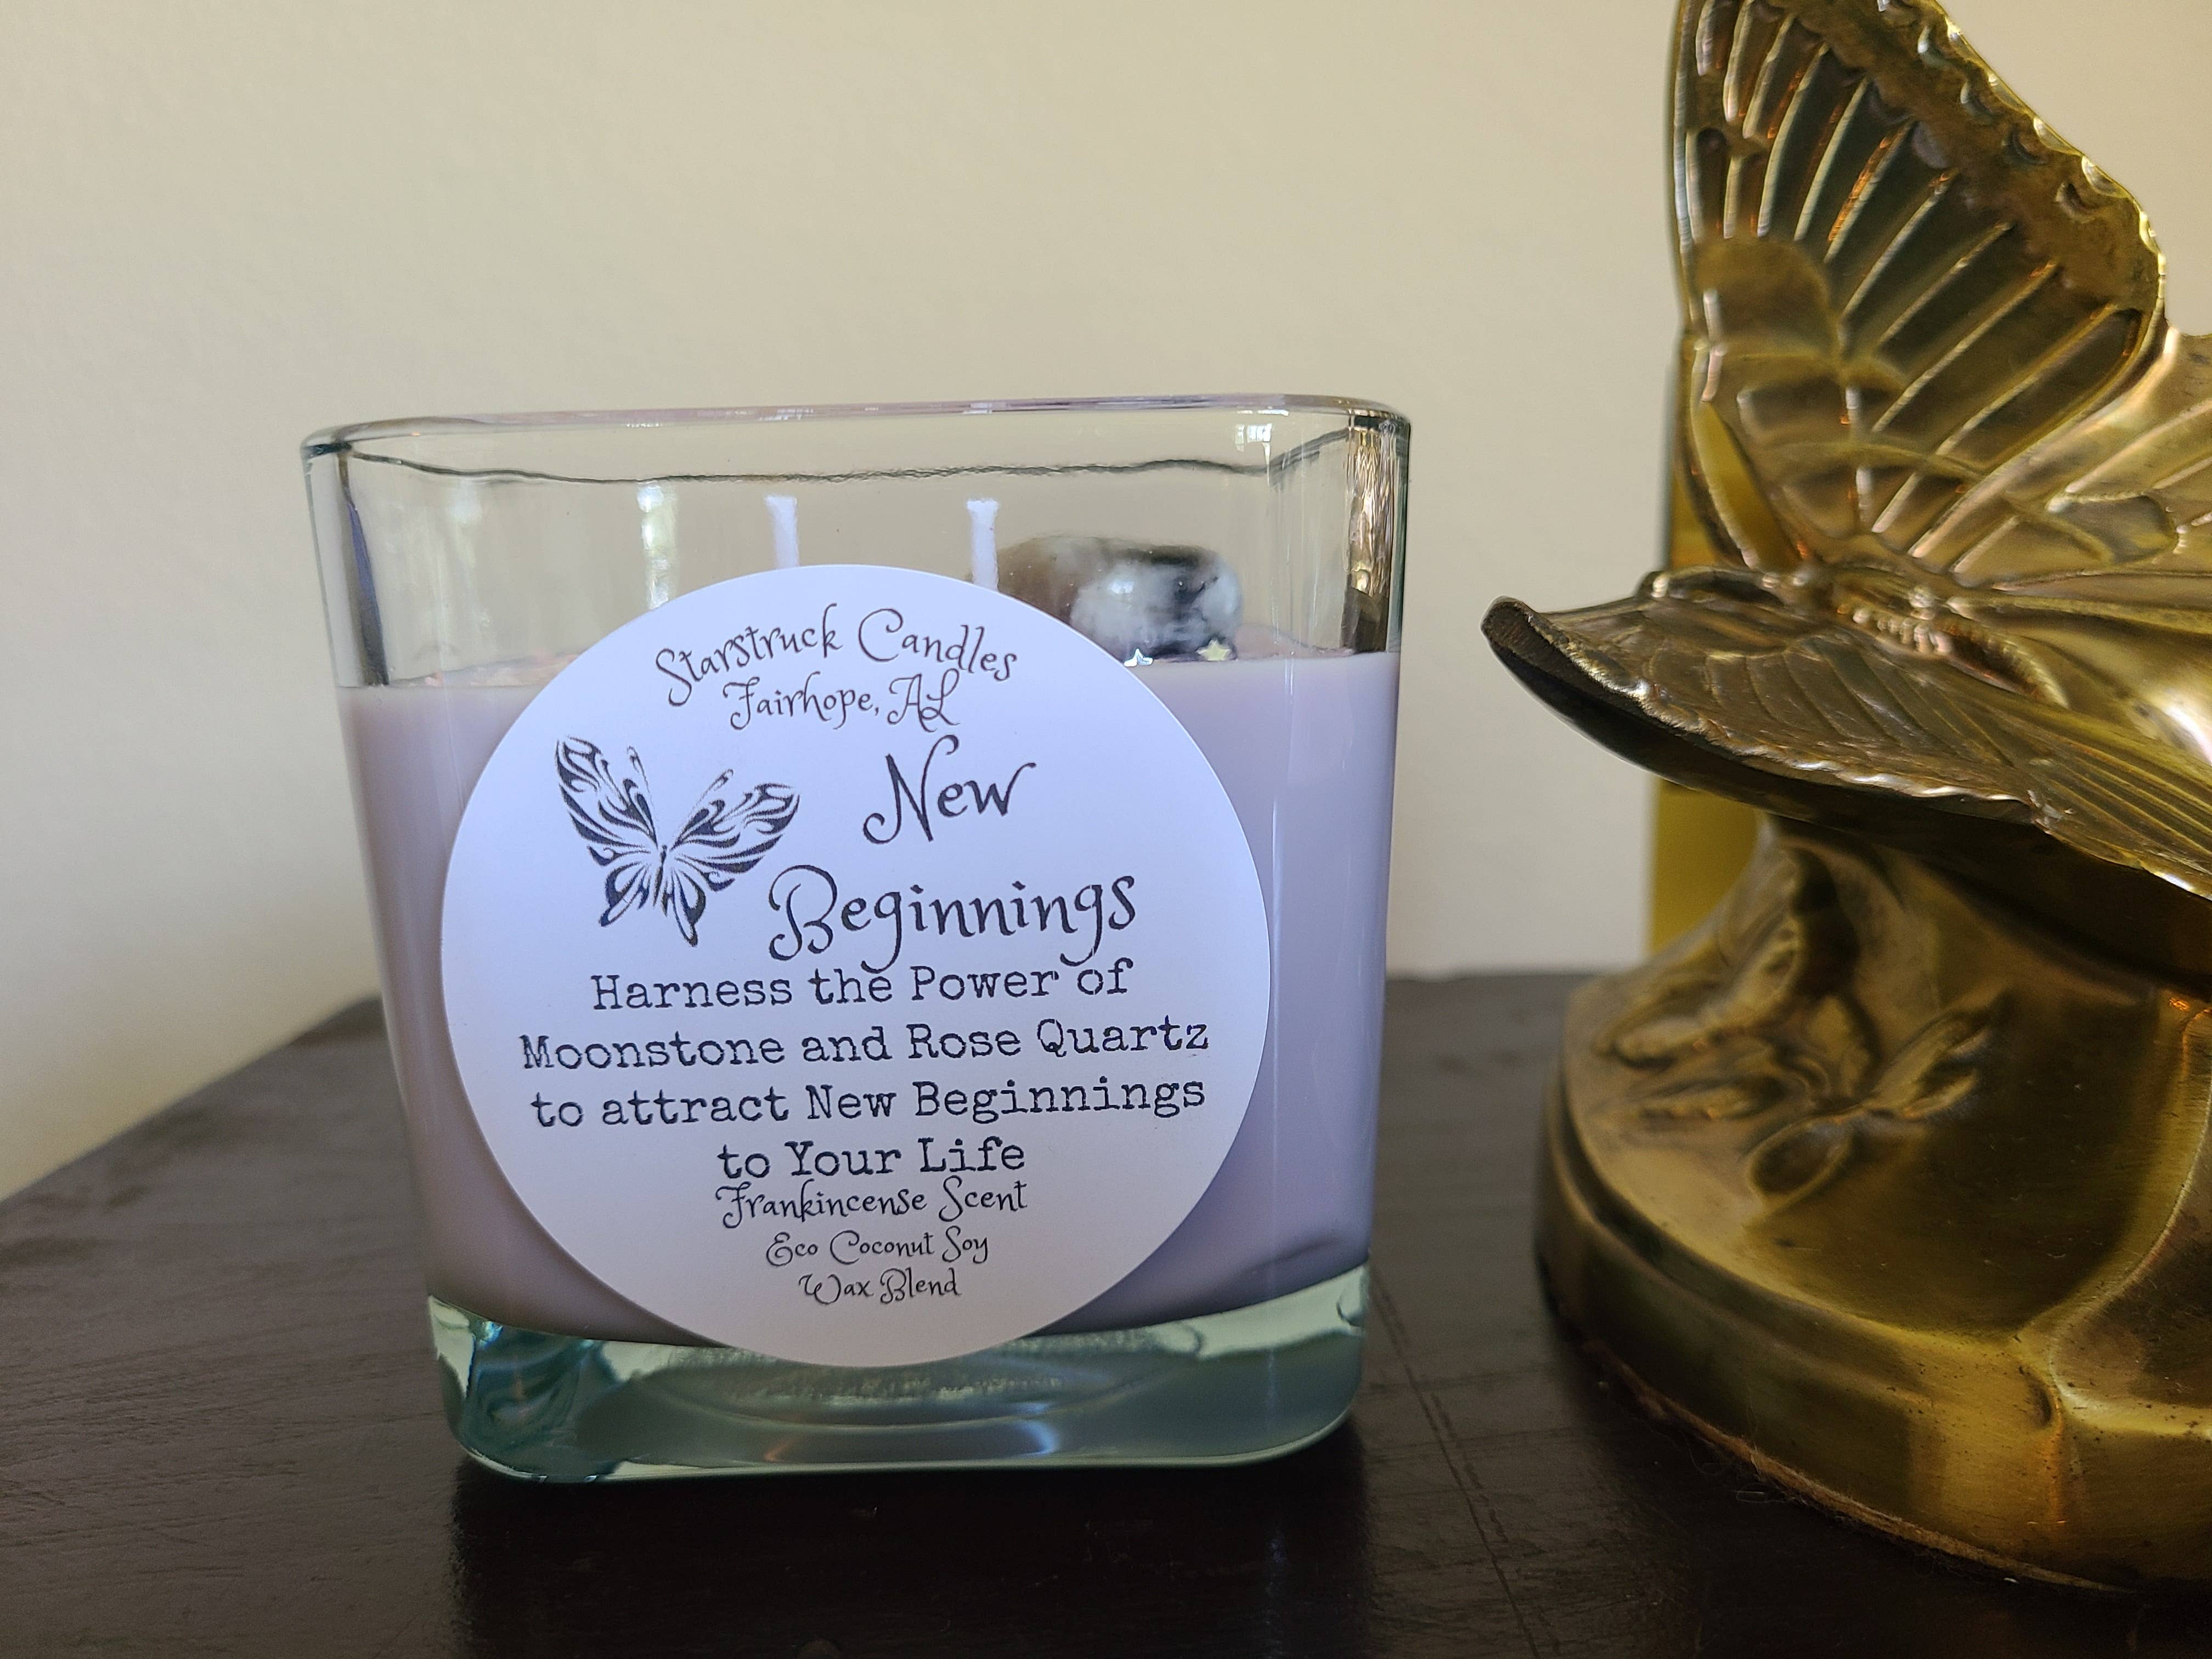 Starstruck Candles
Fairhope, AL
New
Beginnings
Harness the Power of
Moonstone and Rose Quartz
to attract New Beginnings
to Your Life
Frankincense Scent
Eco Coconut Soy
Wax Blend